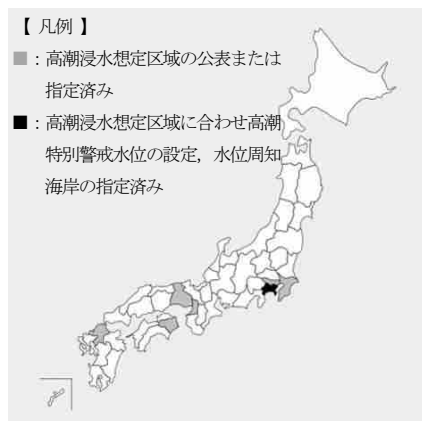 【 凡例 】
■：高潮浸水想定区域の公表または
指定済み
■：高潮浸水想定区域に合わせ高潮
特別警戒水位の設定，水位周知
海岸の指定済み